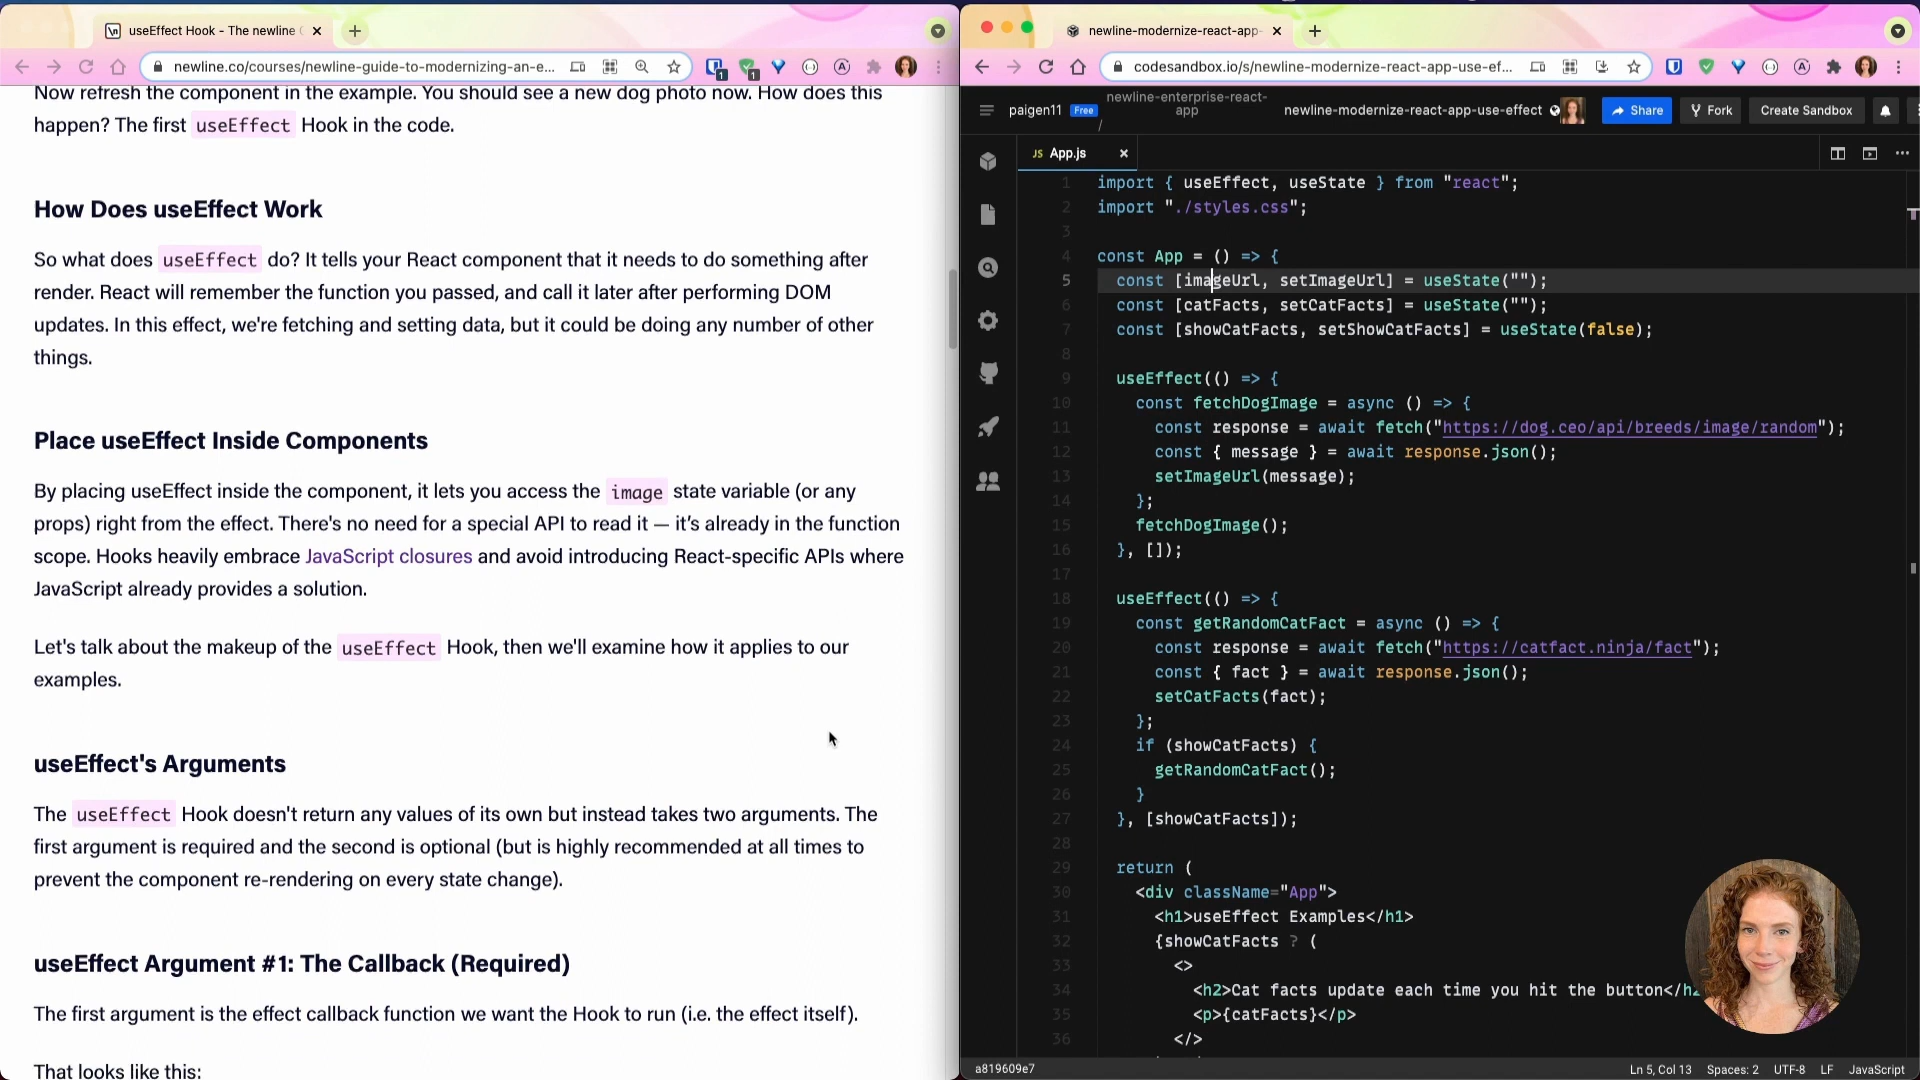 useEffect Hook - The newline
newline.co/courses/newline-guide-to-modernizing-an-e...
Now refresh the component in the example. You should see a new dog photo now. How does this
happen? The first useEffect Hook in the code.
How Does useEffect Work
So what does useEffect do? It tells your React component that it needs to do something after
render. React will remember the function you passed, and call it later after performing DOM
updates. In this effect, we're fetching and setting data, but it could be doing any number of other
things.
Place useEffect Inside Components
By placing useEffect inside the component, it lets you access the image state variable (or any
props) right from the effect. There's no need for a special API to read it — it's already in the function
scope. Hooks heavily embrace JavaScript closures and avoid introducing React-specific APIs where
JavaScript already provides a solution.
Let's talk about the makeup of the useEffect Hook, then we'll examine how it applies to our
examples.
useEffect's Arguments
The useEffect Hook doesn't return any values of its own but instead takes two arguments. The
first argument is required and the second is optional (but is highly recommended at all times to
prevent the component re-rendering on every state change).
useEffect Argument #1: The Callback (Required)
The first argument is the effect callback function we want the Hook to run (i.e. the effect itself).
That looks like this:
newline-modernize-react-app-
codesandbox.io/s/newline-modernize-react-app-use-ef...
paigen11 Free newline-enterprise-react-app / newline-modernize-react-app-use-effect Share Fork Create Sandbox
JS App.js
1 import { useEffect, useState } from "react";
2 import "./styles.css";
3
4 const App = () => {
5 const [imageUrl, setImageUrl] = useState("");
6 const [catFacts, setCatFacts] = useState("");
7 const [showCatFacts, setShowCatFacts] = useState(false);
8
9 useEffect(() => {
10 const fetchDogImage = async () => {
11 const response = await fetch("https://dog.ceo/api/breeds/image/random");
12 const { message } = await response.json();
13 setImageUrl(message);
14 };
15 fetchDogImage();
16 }, []);
17
18 useEffect(() => {
19 const getRandomCatFact = async () => {
20 const response = await fetch("https://catfact.ninja/fact");
21 const { fact } = await response.json();
22 setCatFacts(fact);
23 };
24 if (showCatFacts) {
25 getRandomCatFact();
26 }
27 }, [showCatFacts]);
28
29 return (
30 <div className="App">
31 <h1>useEffect Examples</h1>
32 {showCatFacts ? (
33 <>
34 <h2>Cat facts update each time you hit the button</h2
35 <p>{catFacts}</p>
36 </>
a819609e7 Ln 5, Col 13 Spaces: 2 UTF-8 LF JavaScript